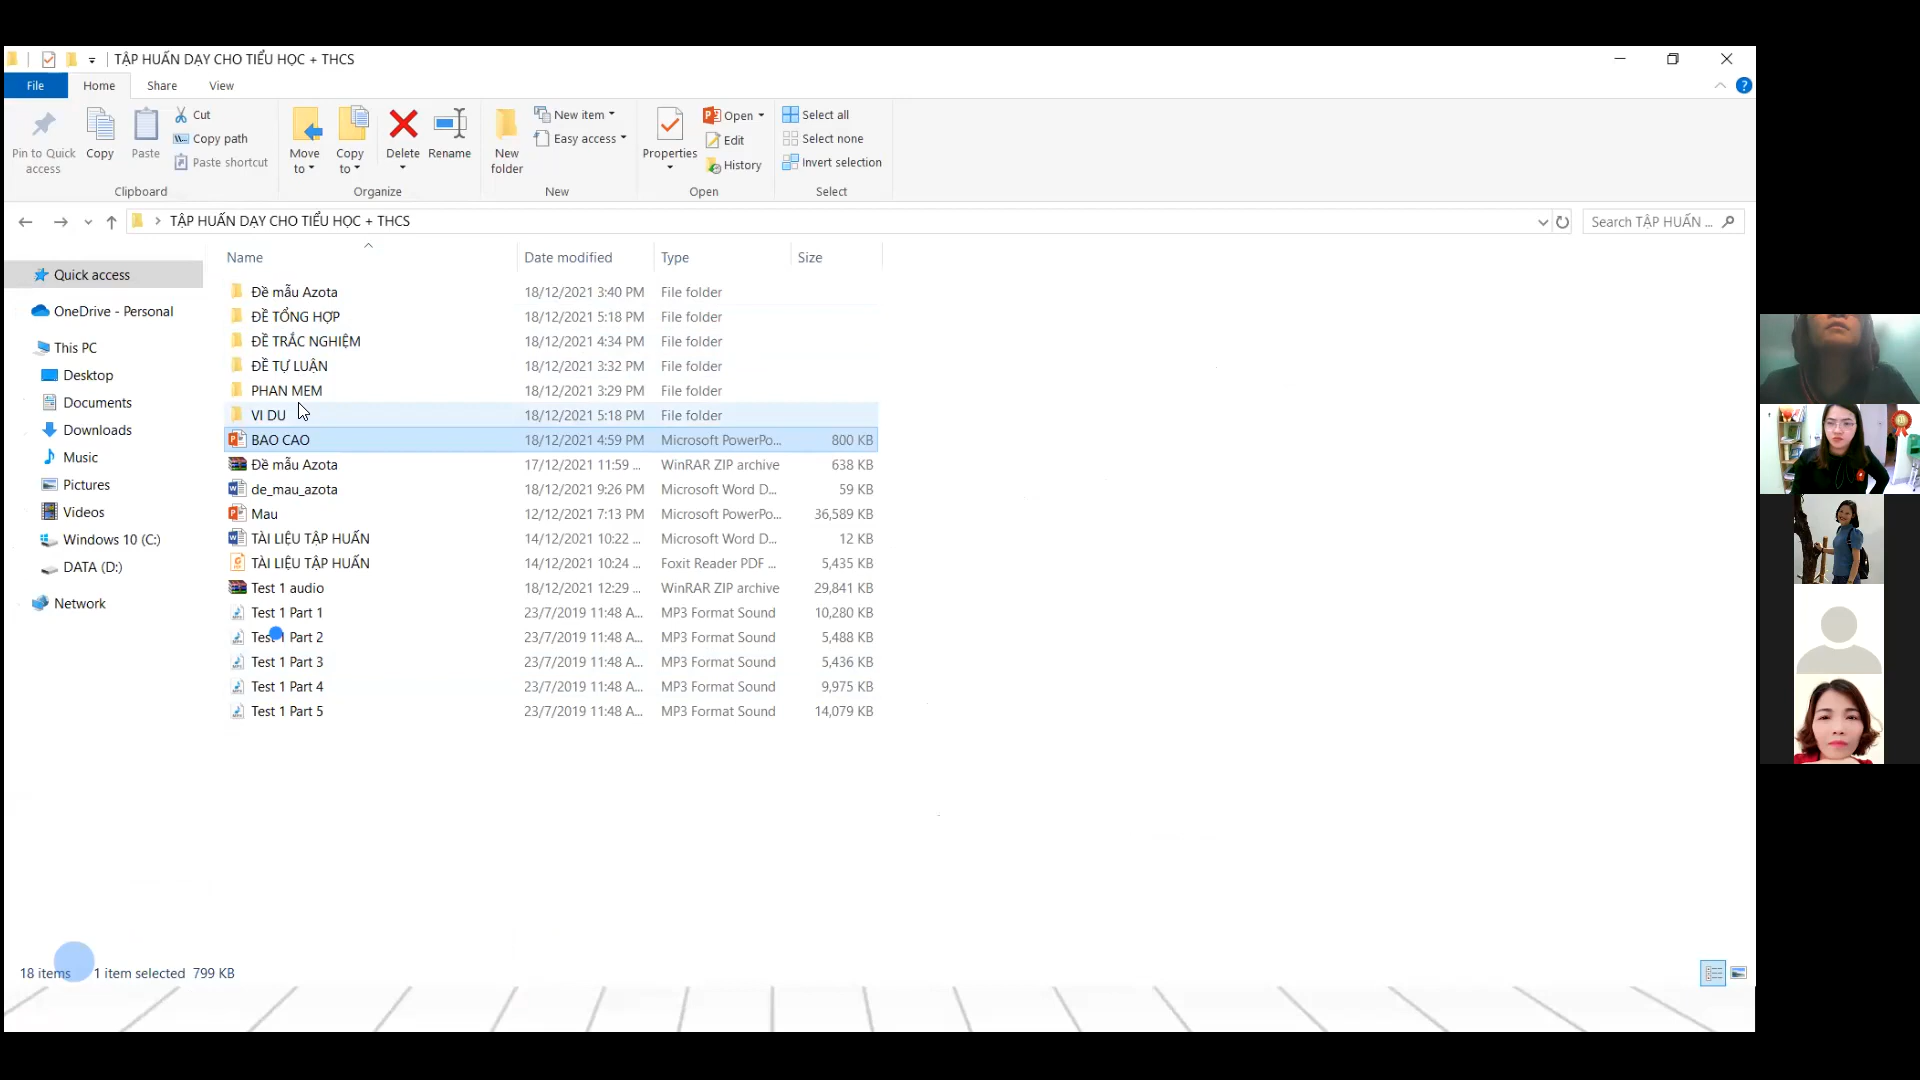 TẬP HUẤN DẠY CHO TIỂU HỌC + THCS
File Home Share View
Pin to Quick access
Copy
Paste
Cut
Copy path
Paste shortcut
Clipboard
Move to
Copy to
Delete
Rename
Organize
New folder
New item
Easy access
New
Properties
Open
Edit
History
Open
Select all
Select none
Invert selection
Select
TẬP HUẤN DẠY CHO TIỂU HỌC + THCS
Search TẬP HUẤN ...
Quick access
OneDrive - Personal
This PC
Desktop
Documents
Downloads
Music
Pictures
Videos
Windows 10 (C:)
DATA (D:)
Network
Name Date modified Type Size
Đề mẫu Azota 18/12/2021 3:40 PM File folder
ĐỀ TỔNG HỢP 18/12/2021 5:18 PM File folder
ĐỀ TRẮC NGHIỆM 18/12/2021 4:34 PM File folder
ĐỀ TỰ LUẬN 18/12/2021 3:32 PM File folder
PHAN MEM 18/12/2021 3:29 PM File folder
VI DU 18/12/2021 5:18 PM File folder
BAO CAO 18/12/2021 4:59 PM Microsoft PowerPo... 800 KB
Đề mẫu Azota 17/12/2021 11:59 ... WinRAR ZIP archive 638 KB
de_mau_azota 18/12/2021 9:26 PM Microsoft Word D... 59 KB
Mau 12/12/2021 7:13 PM Microsoft PowerPo... 36,589 KB
TÀI LIỆU TẬP HUẤN 14/12/2021 10:22 ... Microsoft Word D... 12 KB
TÀI LIỆU TẬP HUẤN 14/12/2021 10:24 ... Foxit Reader PDF ... 5,435 KB
Test 1 audio 18/12/2021 12:29 ... WinRAR ZIP archive 29,841 KB
Test 1 Part 1 23/7/2019 11:48 A... MP3 Format Sound 10,280 KB
Test 1 Part 2 23/7/2019 11:48 A... MP3 Format Sound 5,488 KB
Test 1 Part 3 23/7/2019 11:48 A... MP3 Format Sound 5,436 KB
Test 1 Part 4 23/7/2019 11:48 A... MP3 Format Sound 9,975 KB
Test 1 Part 5 23/7/2019 11:48 A... MP3 Format Sound 14,079 KB
18 items 1 item selected 799 KB